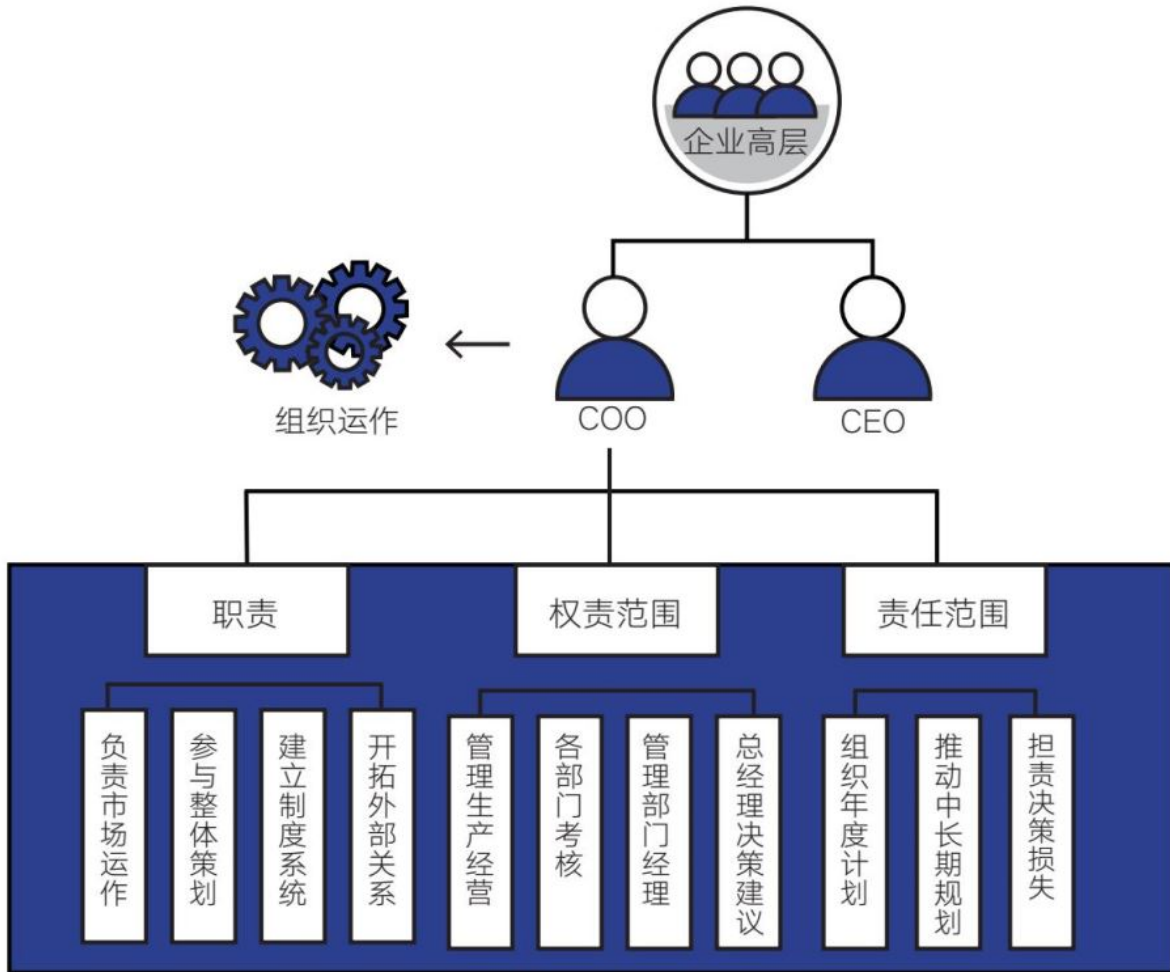 企业高层
组织运作
COO
CEO
职责
权责范围
责任范围
负责市场运作
参与整体策划
建立制度系统
开拓外部关系
管理生产经营
各部门考核
管理部门经理
总经理决策建议
组织年度计划
推动中长期规划
担责决策损失